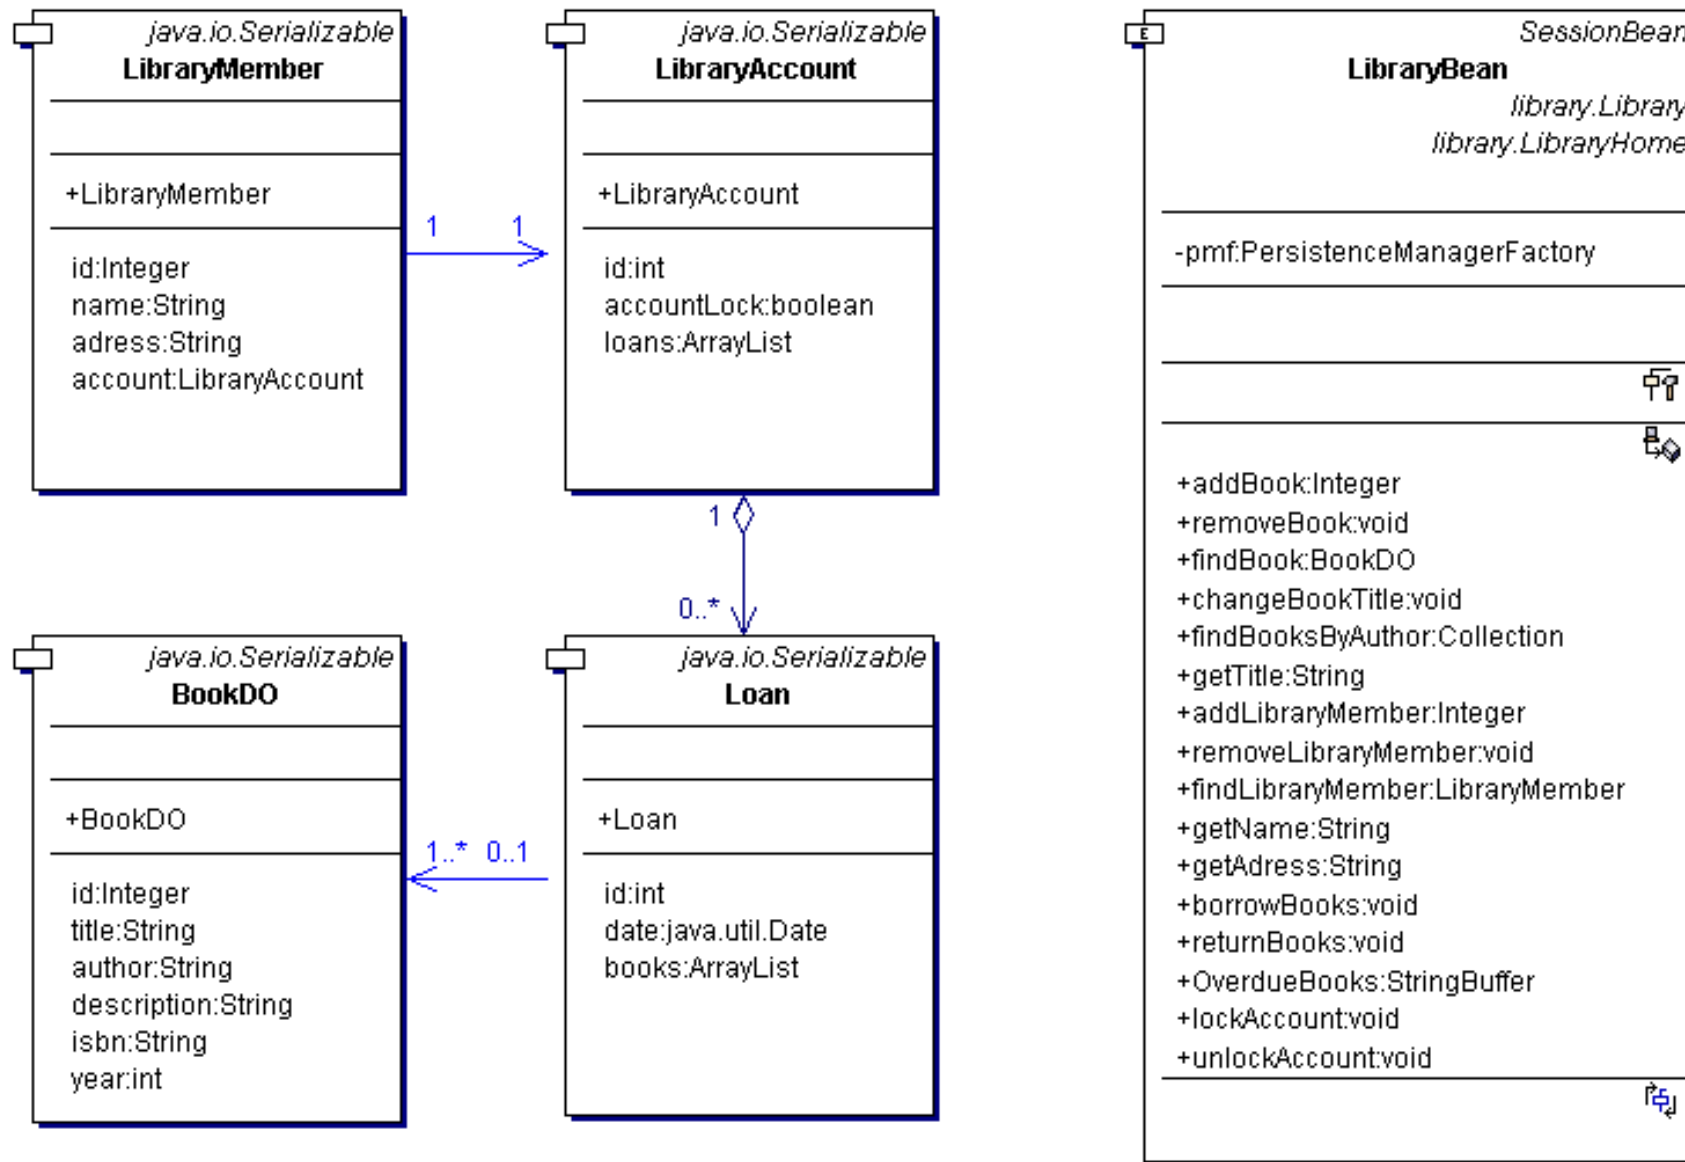 java.io.Serializable
LibraryMember
+LibraryMember
id:Integer
name:String
adress:String
account:LibraryAccount
1 1
java.io.Serializable
LibraryAccount
+LibraryAccount
id:int
accountLock:boolean
loans:ArrayList
1
0..*
java.io.Serializable
BookDO
+BookDO
id:Integer
title:String
author:String
description:String
isbn:String
year:int
1..* 0..1
java.io.Serializable
Loan
+Loan
id:int
date:java.util.Date
books:ArrayList
E
SessionBean
LibraryBean
library.Library
library.LibraryHome
-pmf:PersistenceManagerFactory
+addBook:Integer
+removeBook:void
+findBook:BookDO
+changeBookTitle:void
+findBooksByAuthor:Collection
+getTitle:String
+addLibraryMember:Integer
+removeLibraryMember:void
+findLibraryMember:LibraryMember
+getName:String
+getAdress:String
+borrowBooks:void
+returnBooks:void
+OverdueBooks:StringBuffer
+lockAccount:void
+unlockAccount:void